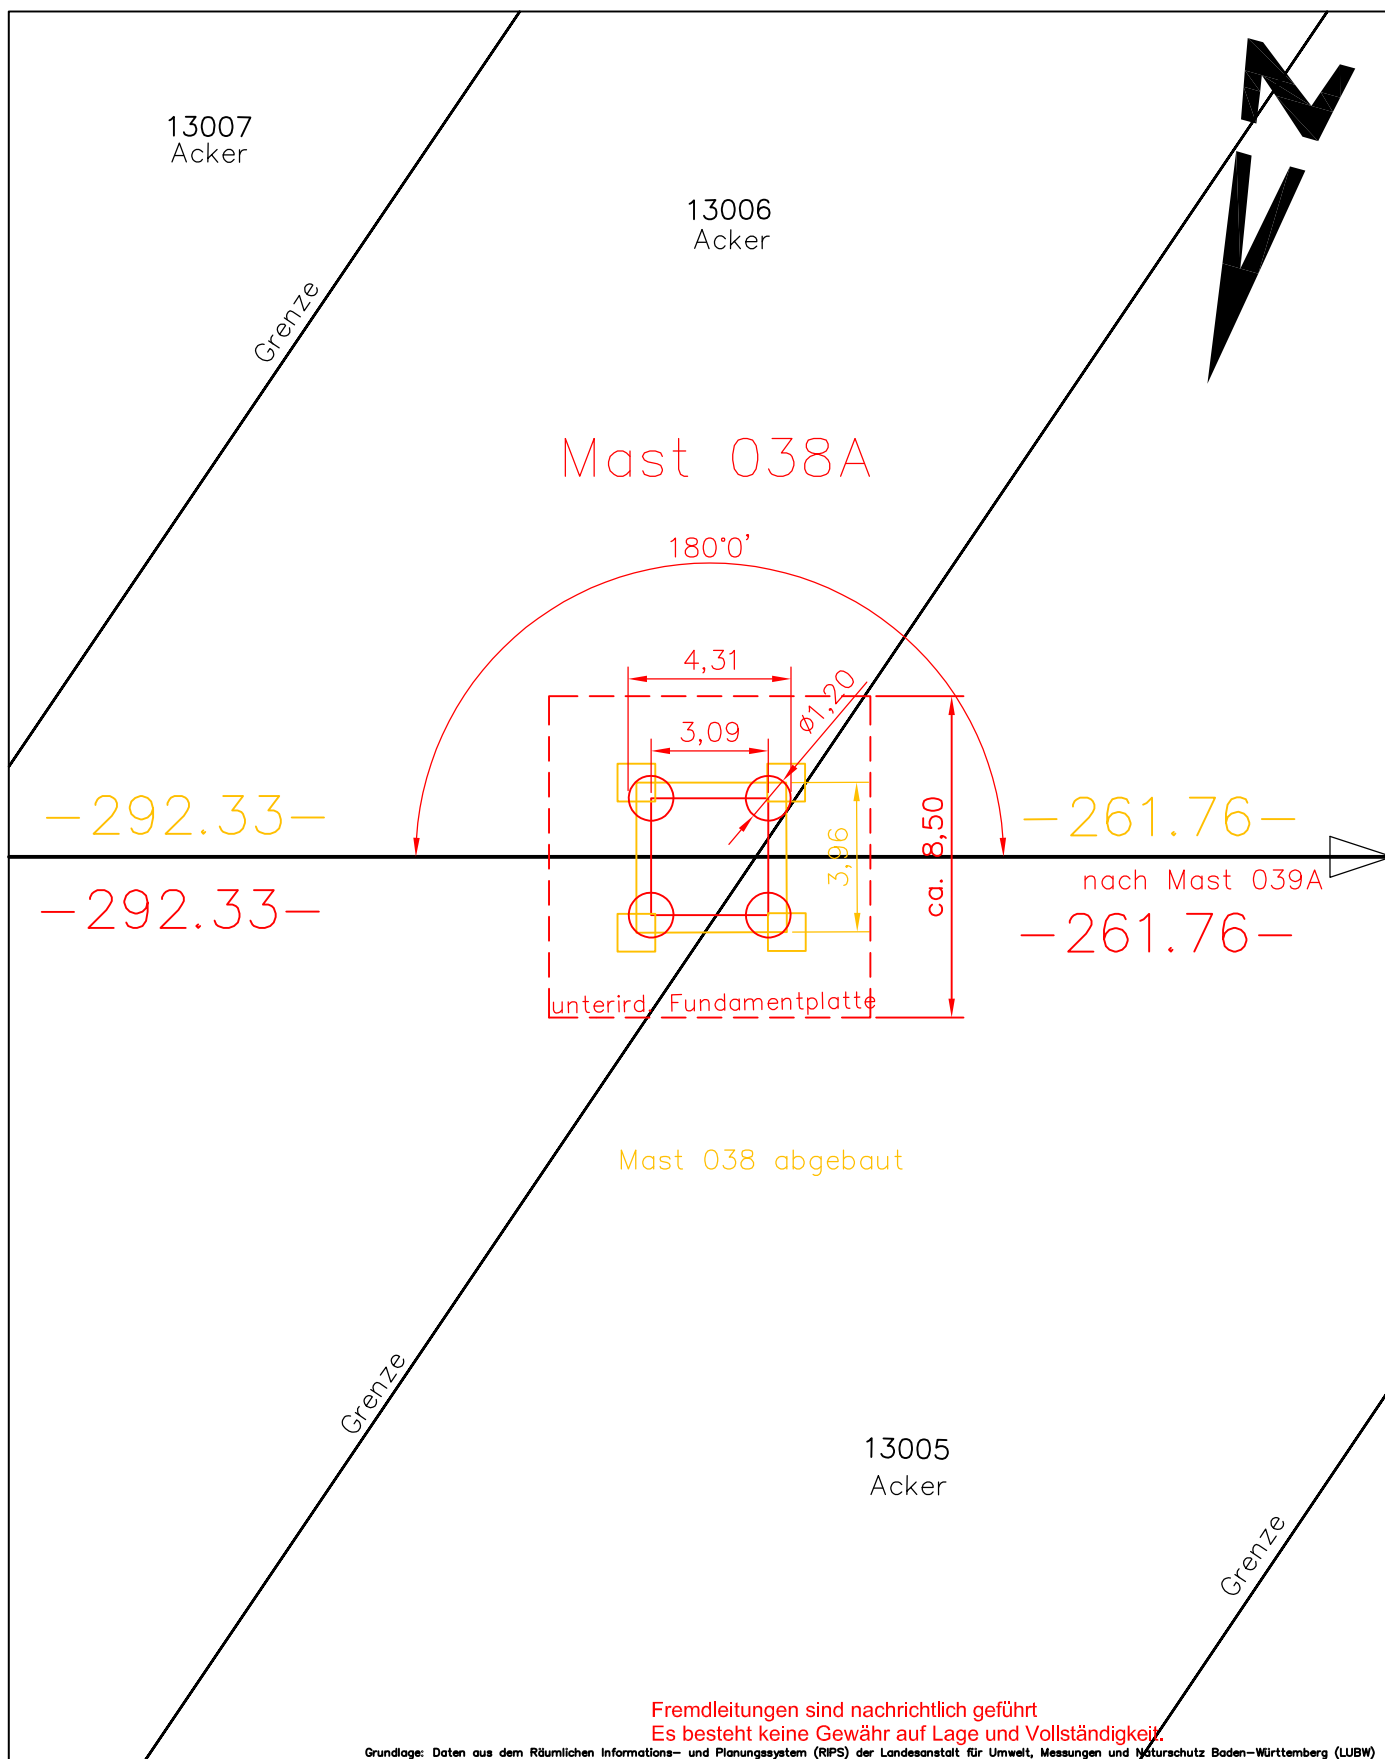 13007
Acker
13006
Acker
N
Grenze
Mast 038A
180°0'
4,31
ø1,20
3,09
-292.33-
-261.76-
3,96
ca. 8,50
nach Mast 039A
-292.33-
-261.76-
unterird. Fundamentplatte
Mast 038 abgebaut
Grenze
13005
Acker
Grenze
Fremdleitungen sind nachrichtlich geführt
Es besteht keine Gewähr auf Lage und Vollständigkeit.
Grundlage: Daten aus dem Räumlichen Informations- und Planungssystem (RIPS) der Landesanstalt für Umwelt, Messungen und Naturschutz Baden-Württemberg (LUBW)